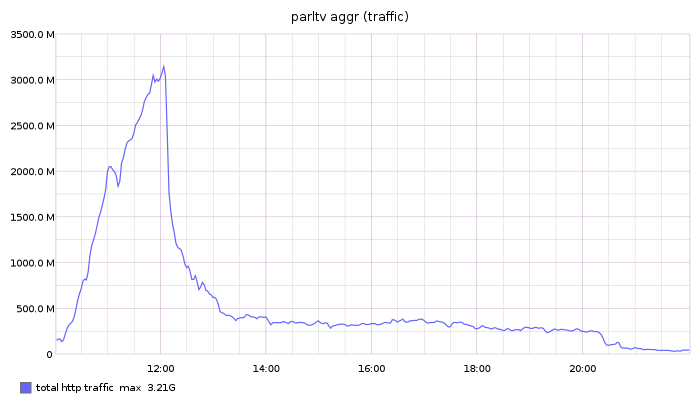 parltv aggr (traffic)
3500.0 M
3000.0 M
2500.0 M
2000.0 M
1500.0 M
1000.0 M
500.0 M
0
12:00 14:00 16:00 18:00 20:00
total http traffic max 3.21G